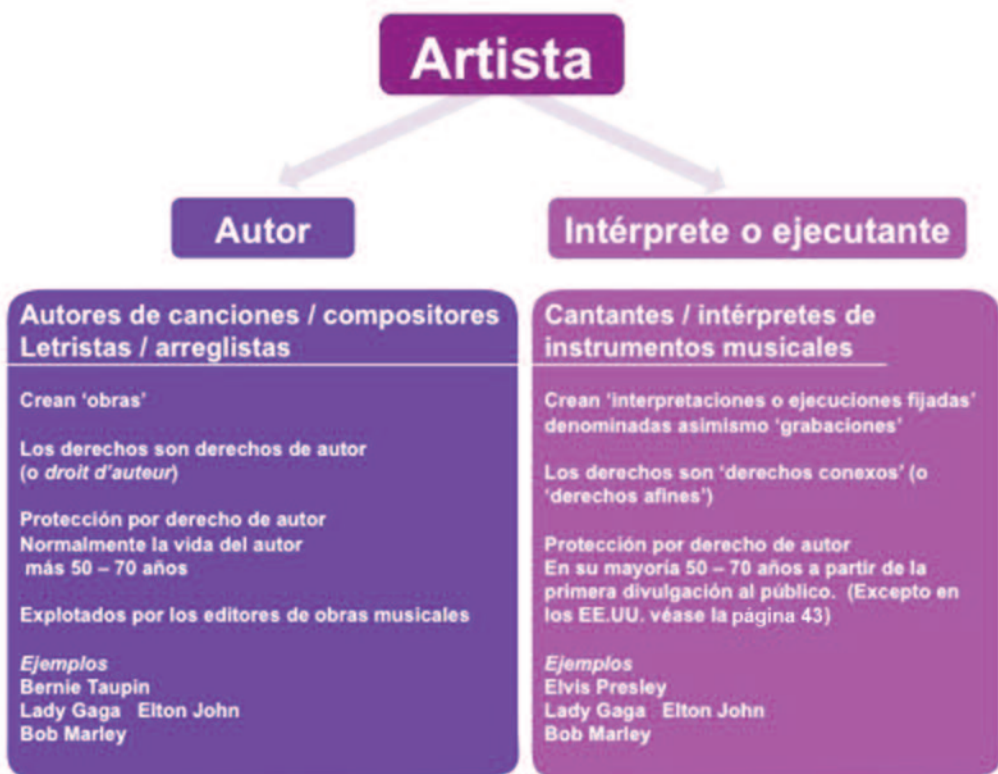 Artista
Autor
Intérprete o ejecutante
Autores de canciones / compositores
Letristas / arreglistas
Crean ‘obras’
Los derechos son derechos de autor
(o droit d’auteur)
Protección por derecho de autor
Normalmente la vida del autor
más 50 – 70 años
Explotados por los editores de obras musicales
Ejemplos
Bernie Taupin
Lady Gaga Elton John
Bob Marley
Cantantes / intérpretes de
instrumentos musicales
Crean ‘interpretaciones o ejecuciones fijadas’
denominadas asimismo ‘grabaciones’
Los derechos son ‘derechos conexos’ (o
‘derechos afines’)
Protección por derecho de autor
En su mayoría 50 – 70 años a partir de la
primera divulgación al público. (Excepto en
los EE.UU. véase la página 43)
Ejemplos
Elvis Presley
Lady Gaga Elton John
Bob Marley